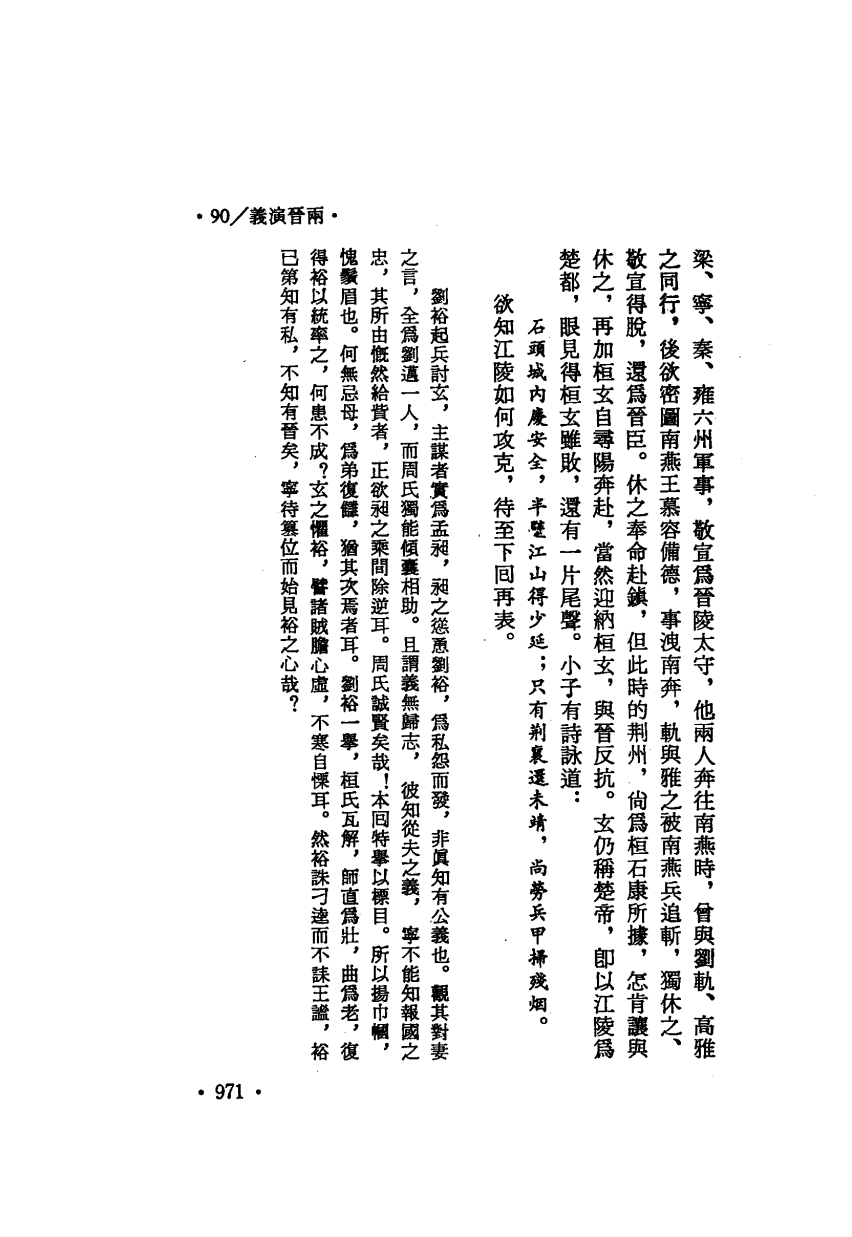 ·90／義演晉兩·
梁、寧、秦、雍六州軍事，敬宣爲晉陵太守，他兩人奔往南燕時，曾與劉軌、高雅
之同行，後欲密圖南燕王慕容備德，事洩南奔，軌與雅之被南燕兵追斬，獨休之、
敬宣得脫，還爲晉臣。休之奉命赴鎮，但此時的荆州，尙爲桓石康所據，怎肯讓與
休之，再加桓玄自尋陽奔赴，當然迎納桓玄，與晉反抗。玄仍稱楚帝，卽以江陵爲
楚都，眼見得桓玄雖敗，還有一片尾聲。小子有詩詠道：
石頭城內慶安全，半壁江山得少延；只有荆襄還未靖，尚勞兵甲掃殘烟。
欲知江陵如何攻克，待至下囘再表。
劉裕起兵討玄，主謀者實爲孟昶，昶之慫恿劉裕，爲私怨而發，非眞知有公義也。觀其對妻
之言，全爲劉邁一人，而周氏獨能傾囊相助。且謂義無歸志，彼知從夫之義，寧不能知報國之
忠，其所由慨然給貲者，正欲昶之乘間除逆耳。周氏誠賢矣哉！本囘特舉以標目。所以揚巾幗，
愧鬚眉也。何無忌母，爲弟復讎，猶其次焉者耳。劉裕一舉，桓氏瓦解，師直爲壯，曲爲老，復
得裕以統率之，何患不成？玄之懼裕，譬諸賊膽心虛，不寒自慄耳。然裕誅刁逵而不誅王謐，裕
已第知有私，不知有晉矣，寧待簒位而始見裕之心哉？
·971·